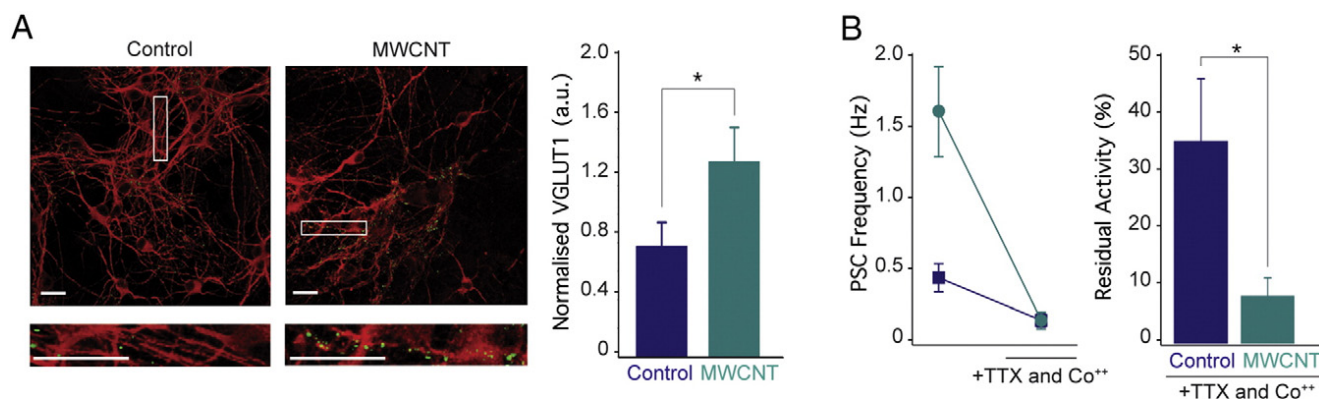 A
Control
MWCNT
Normalised VGLUT1 (a.u.)
2.0
1.6
1.2
0.8
0.4
0
*
Control MWCNT
B
PSC Frequency (Hz)
2.0
1.5
1.0
0.5
0
+TTX and Co⁺⁺
Residual Activity (%)
50
40
30
20
10
0
*
Control MWCNT
+TTX and Co⁺⁺